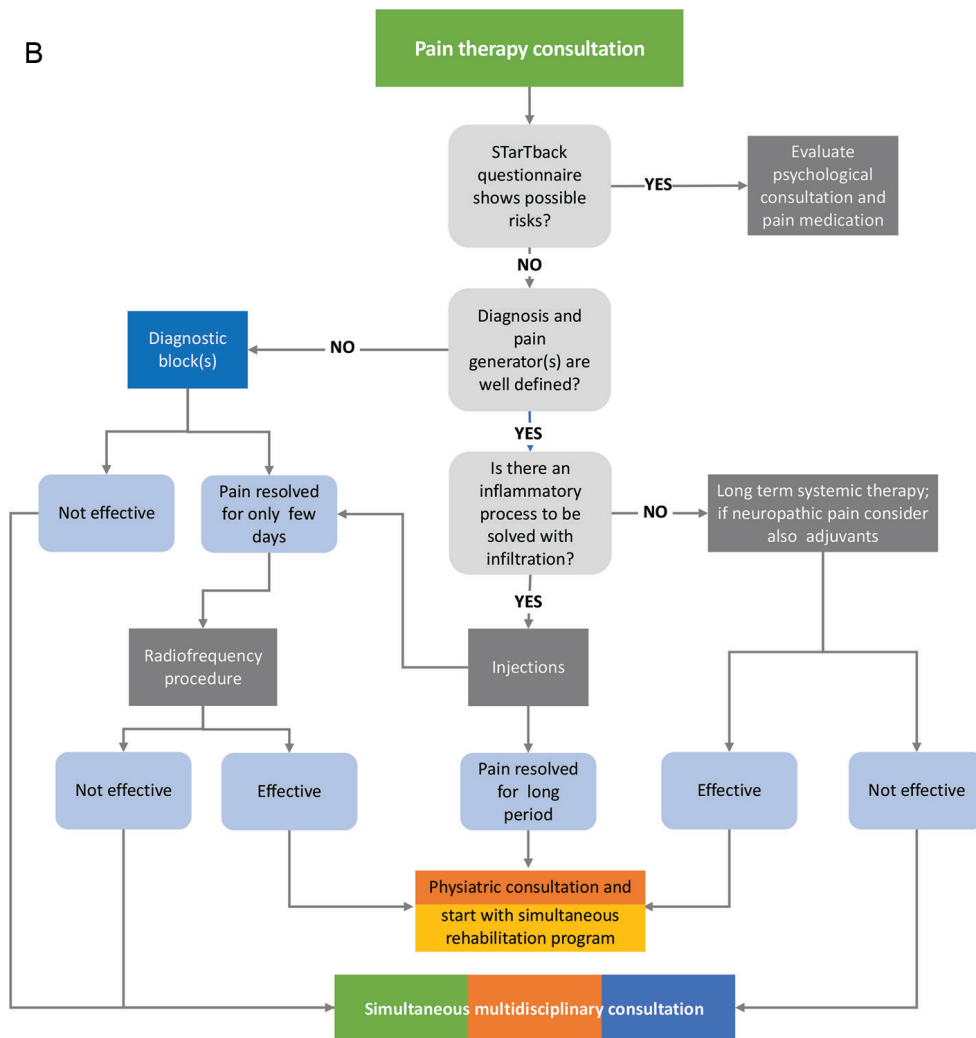 B
Pain therapy consultation
STarTback
questionnaire
shows possible
risks?
YES
Evaluate
psychological
consultation and
pain medication
NO
Diagnosis and
pain
generator(s) are
well defined?
NO
Diagnostic
block(s)
YES
Is there an
inflammatory
process to be
solved with
infiltration?
NO
Long term systemic therapy;
if neuropathic pain consider
also adjuvants
Not effective
Pain resolved
for only few
days
YES
Radiofrequency
procedure
Injections
Not effective
Effective
Pain resolved
for long
period
Effective
Not effective
Physiatric consultation and
start with simultaneous
rehabilitation program
Simultaneous multidisciplinary consultation